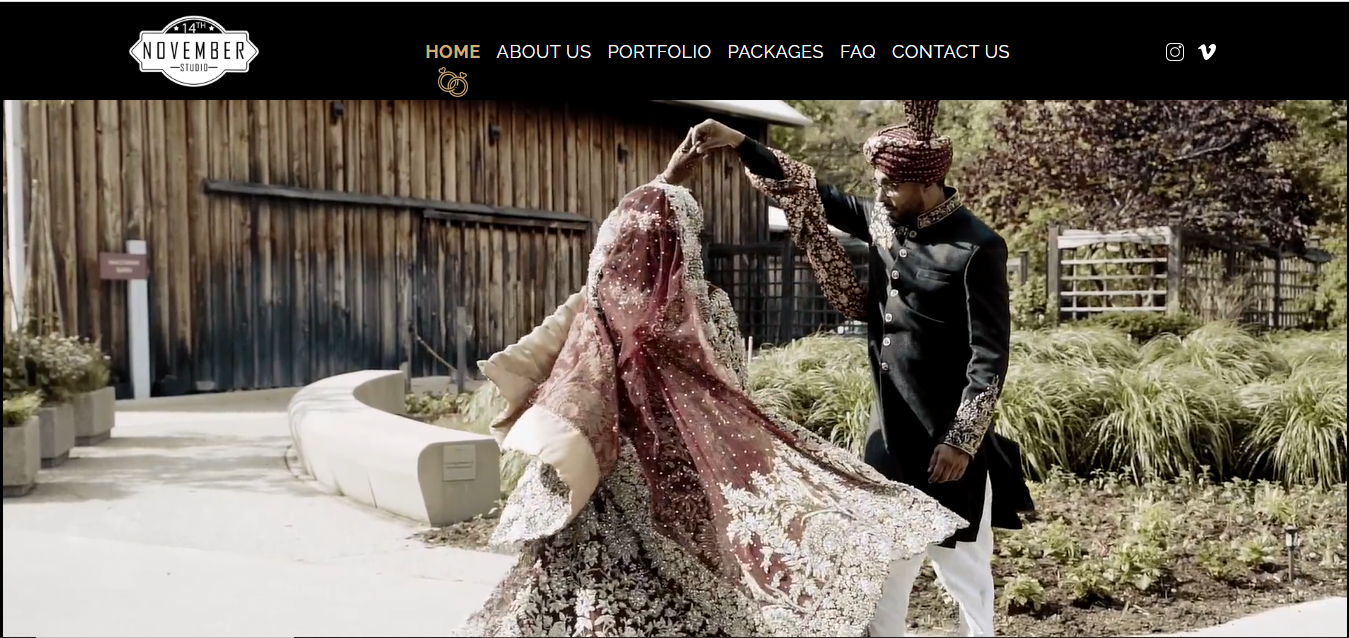 14TH
NOVEMBER
STUDIO
HOME ABOUT US PORTFOLIO PACKAGES FAQ CONTACT US